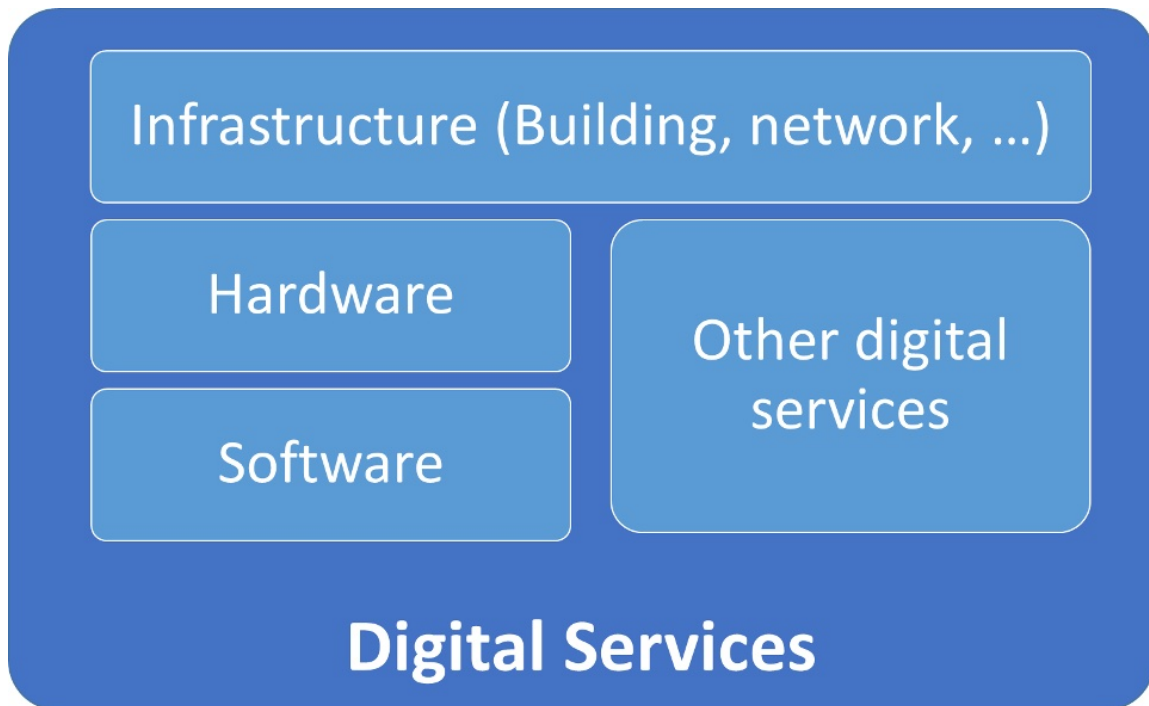 Infrastructure (Building, network, ...)
Hardware
Other digital
services
Software
Digital Services